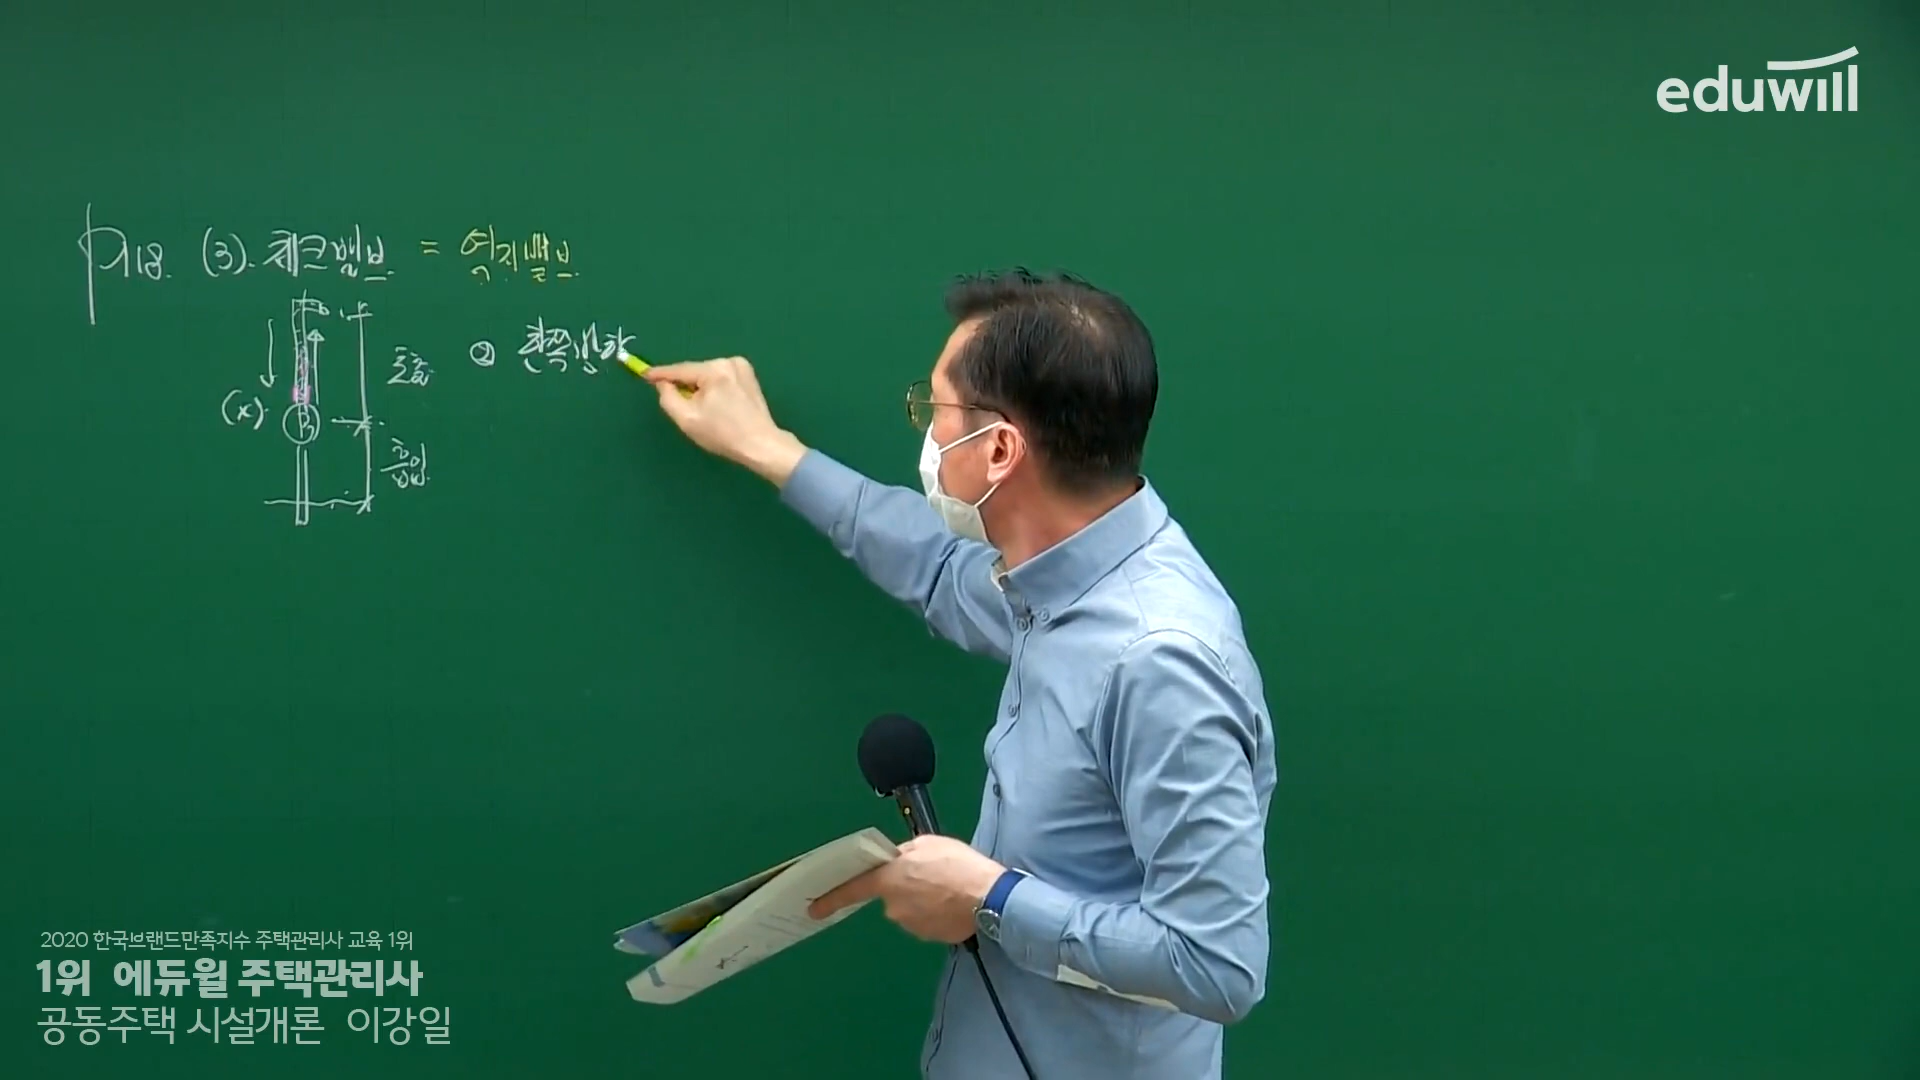 eduwill
P718. (3). 체크밸브 = 역지밸브
② 한쪽방향
토출
(x).
P
흡입
2020 한국브랜드만족지수 주택관리사 교육 1위
1위 에듀윌 주택관리사
공동주택 시설개론 이강일